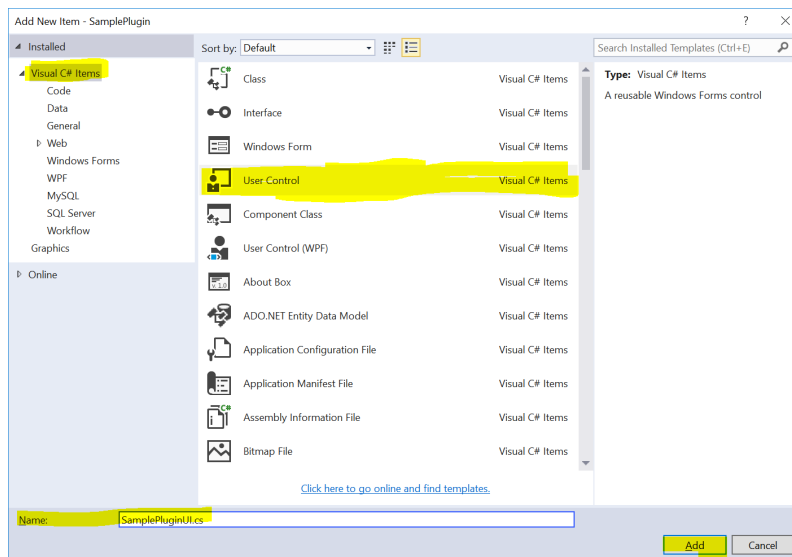 Add New Item - SamplePlugin ?
Installed
Sort by: Default
Search Installed Templates (Ctrl+E)
Visual C# Items
Code
Data
General
Web
Windows Forms
WPF
MySQL
SQL Server
Workflow
Graphics
Online
C# Class Visual C# Items
Interface Visual C# Items
Windows Form Visual C# Items
User Control Visual C# Items
Component Class Visual C# Items
User Control (WPF) Visual C# Items
v. 1.0 About Box Visual C# Items
ADO.NET Entity Data Model Visual C# Items
Application Configuration File Visual C# Items
Application Manifest File Visual C# Items
C# Assembly Information File Visual C# Items
Bitmap File Visual C# Items
Click here to go online and find templates.
Type: Visual C# Items
A reusable Windows Forms control
Name: SamplePluginUI.cs
Add Cancel